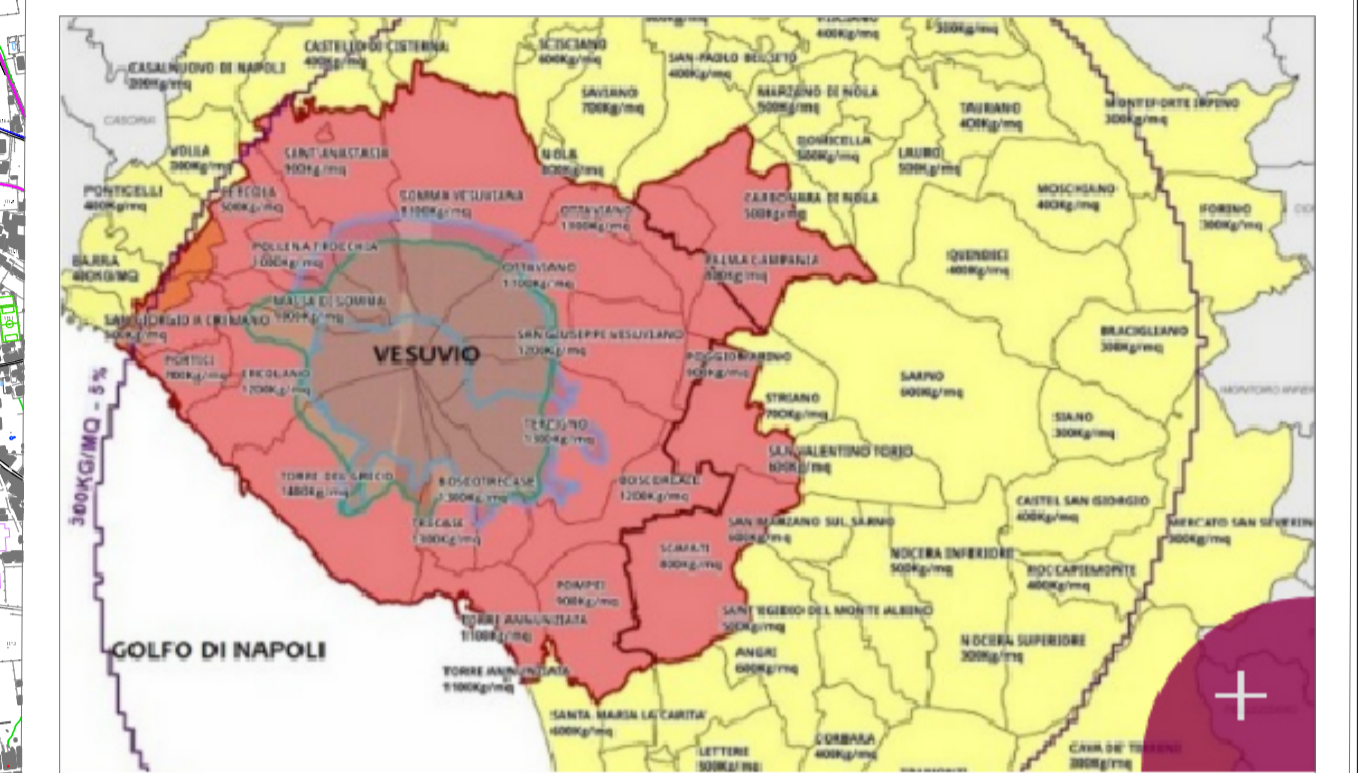 CASTELLO DI CISTERNA
400Kg/mq
SCISCIANO
600Kg/mq
400Kg/mq
300Kg/mq
CASALNUOVO DI NAPOLI
300Kg/mq
SAN PAOLO BELSITO
400Kg/mq
SAVIANO
700Kg/mq
MARZANO DI NOLA
500Kg/mq
TAURANO
400Kg/mq
MONTEFORTE IRPINO
300Kg/mq
CASORIA
VOLLA
300Kg/mq
SANT'ANASTASIA
900Kg/mq
NOLA
800Kg/mq
DOMICELLA
500Kg/mq
LAURO
500Kg/mq
PONTICELLI
400Kg/mq
CERCOLA
500Kg/mq
SOMMA VESUVIANA
1100Kg/mq
OTTAVIANO
1100Kg/mq
CARBONARA DI NOLA
500Kg/mq
MOSCHIANO
400Kg/mq
FORINO
300Kg/mq
BARRA
400KG/MQ
POLLENA TROCCHIA
1000Kg/mq
OTTAVIANO
1100Kg/mq
PALMA CAMPANIA
800Kg/mq
QUINDICI
400Kg/mq
MASSA DI SOMMA
SAN GIORGIO A CREMANO
VESUVIO
SAN GIUSEPPE VESUVIANO
1200Kg/mq
BRACIGLIANO
300Kg/mq
PORTICI
ERCOLANO
1200Kg/mq
POGGIOMARINO
900Kg/mq
SARNO
600Kg/mq
STRIANO
700Kg/mq
SIANO
300Kg/mq
TERZIGNO
1300Kg/mq
SAN VALENTINO TORIO
600Kg/mq
300KG/MQ - 5%
TORRE DEL GRECO
1400Kg/mq
BOSCOTRECASE
1300Kg/mq
BOSCOREALE
1200Kg/mq
CASTEL SAN GIORGIO
400Kg/mq
TRECASE
1300Kg/mq
SAN MARZANO SUL SARNO
600Kg/mq
MERCATO SAN SEVERIN
300Kg/mq
SCAFATI
800Kg/mq
NOCERA INFERIORE
500Kg/mq
ROCCAPIEMONTE
400Kg/mq
POMPEI
900Kg/mq
TORRE ANNUNZIATA
1100Kg/mq
SANT'EGIDIO DEL MONTE ALBINO
500Kg/mq
GOLFO DI NAPOLI
ANGRI
600Kg/mq
NOCERA SUPERIORE
300Kg/mq
TORRE ANNUNZIATA
1100Kg/mq
SANTA MARIA LA CARITA'
600Kg/mq
LETTERE
500Kg/mq
CORBARA
400Kg/mq
CAVA DE' TIRRENI
300Kg/mq